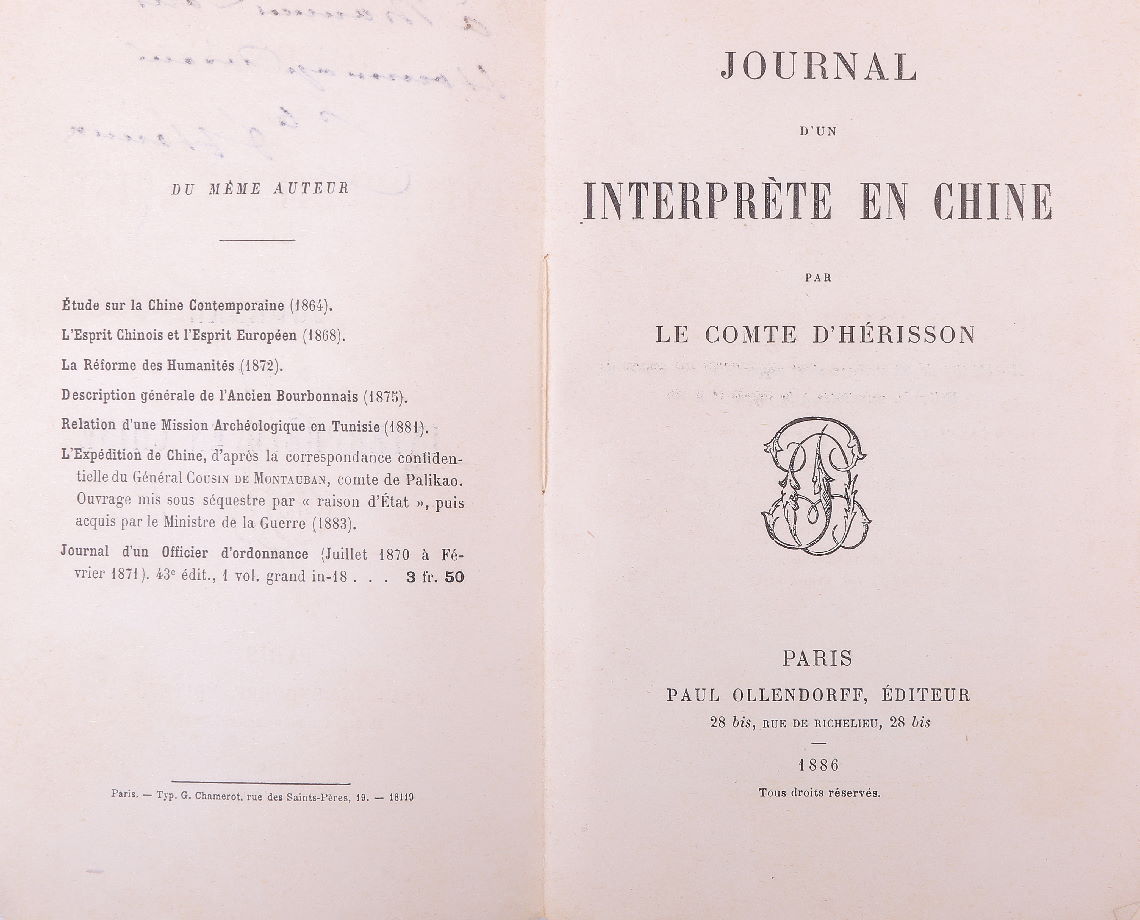 DU MÊME AUTEUR
Étude sur la Chine Contemporaine (1864).
L'Esprit Chinois et l'Esprit Européen (1868).
La Réforme des Humanités (1872).
Description générale de l'Ancien Bourbonnais (1875).
Relation d'une Mission Archéologique en Tunisie (1881).
L'Expédition de Chine, d'après la correspondance confiden-
tielle du Général COUSIN DE MONTAUBAN, comte de Palikao.
Ouvrage mis sous séquestre par « raison d'État », puis
acquis par le Ministre de la Guerre (1883).
Journal d'un Officier d'ordonnance (Juillet 1870 à Fé-
vrier 1871). 43e édit., 1 vol. grand in-18 . . . 3 fr. 50
Paris. — Typ. G. Chamerot, rue des Saints-Pères, 19. — 18119
JOURNAL
D'UN
INTERPRÈTE EN CHINE
PAR
LE COMTE D'HÉRISSON
PARIS
PAUL OLLENDORFF, ÉDITEUR
28 bis, RUE DE RICHELIEU, 28 bis
1886
Tous droits réservés.